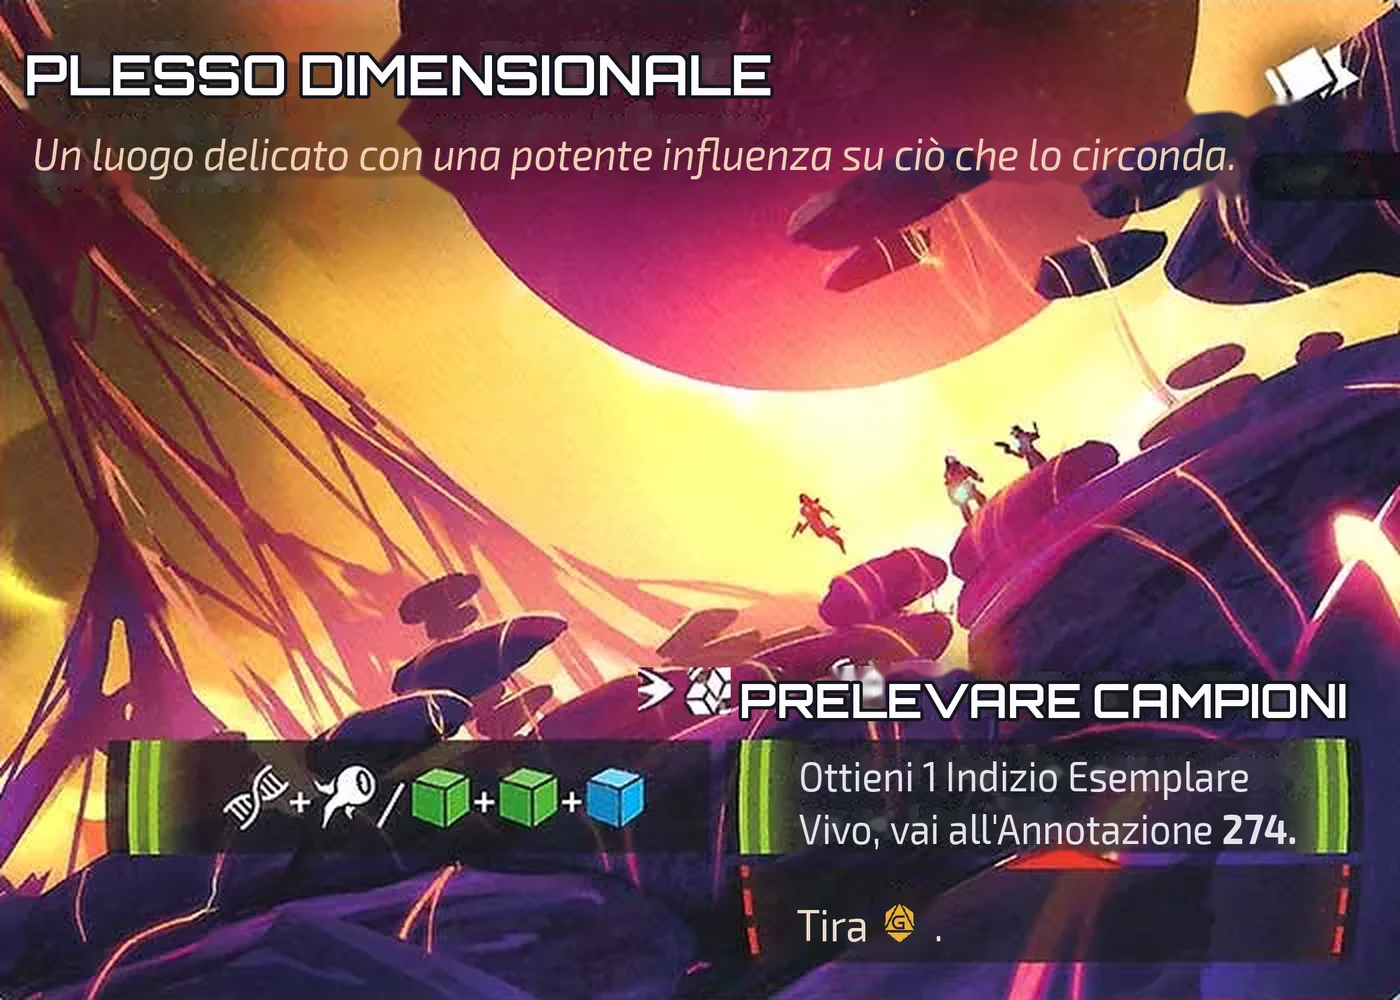 PLESSO DIMENSIONALE
Un luogo delicato con una potente influenza su ciò che lo circonda.
PRELEVARE CAMPIONI
+ / + +
Ottieni 1 Indizio Esemplare
Vivo, vai all'Annotazione 274.
Tira G .